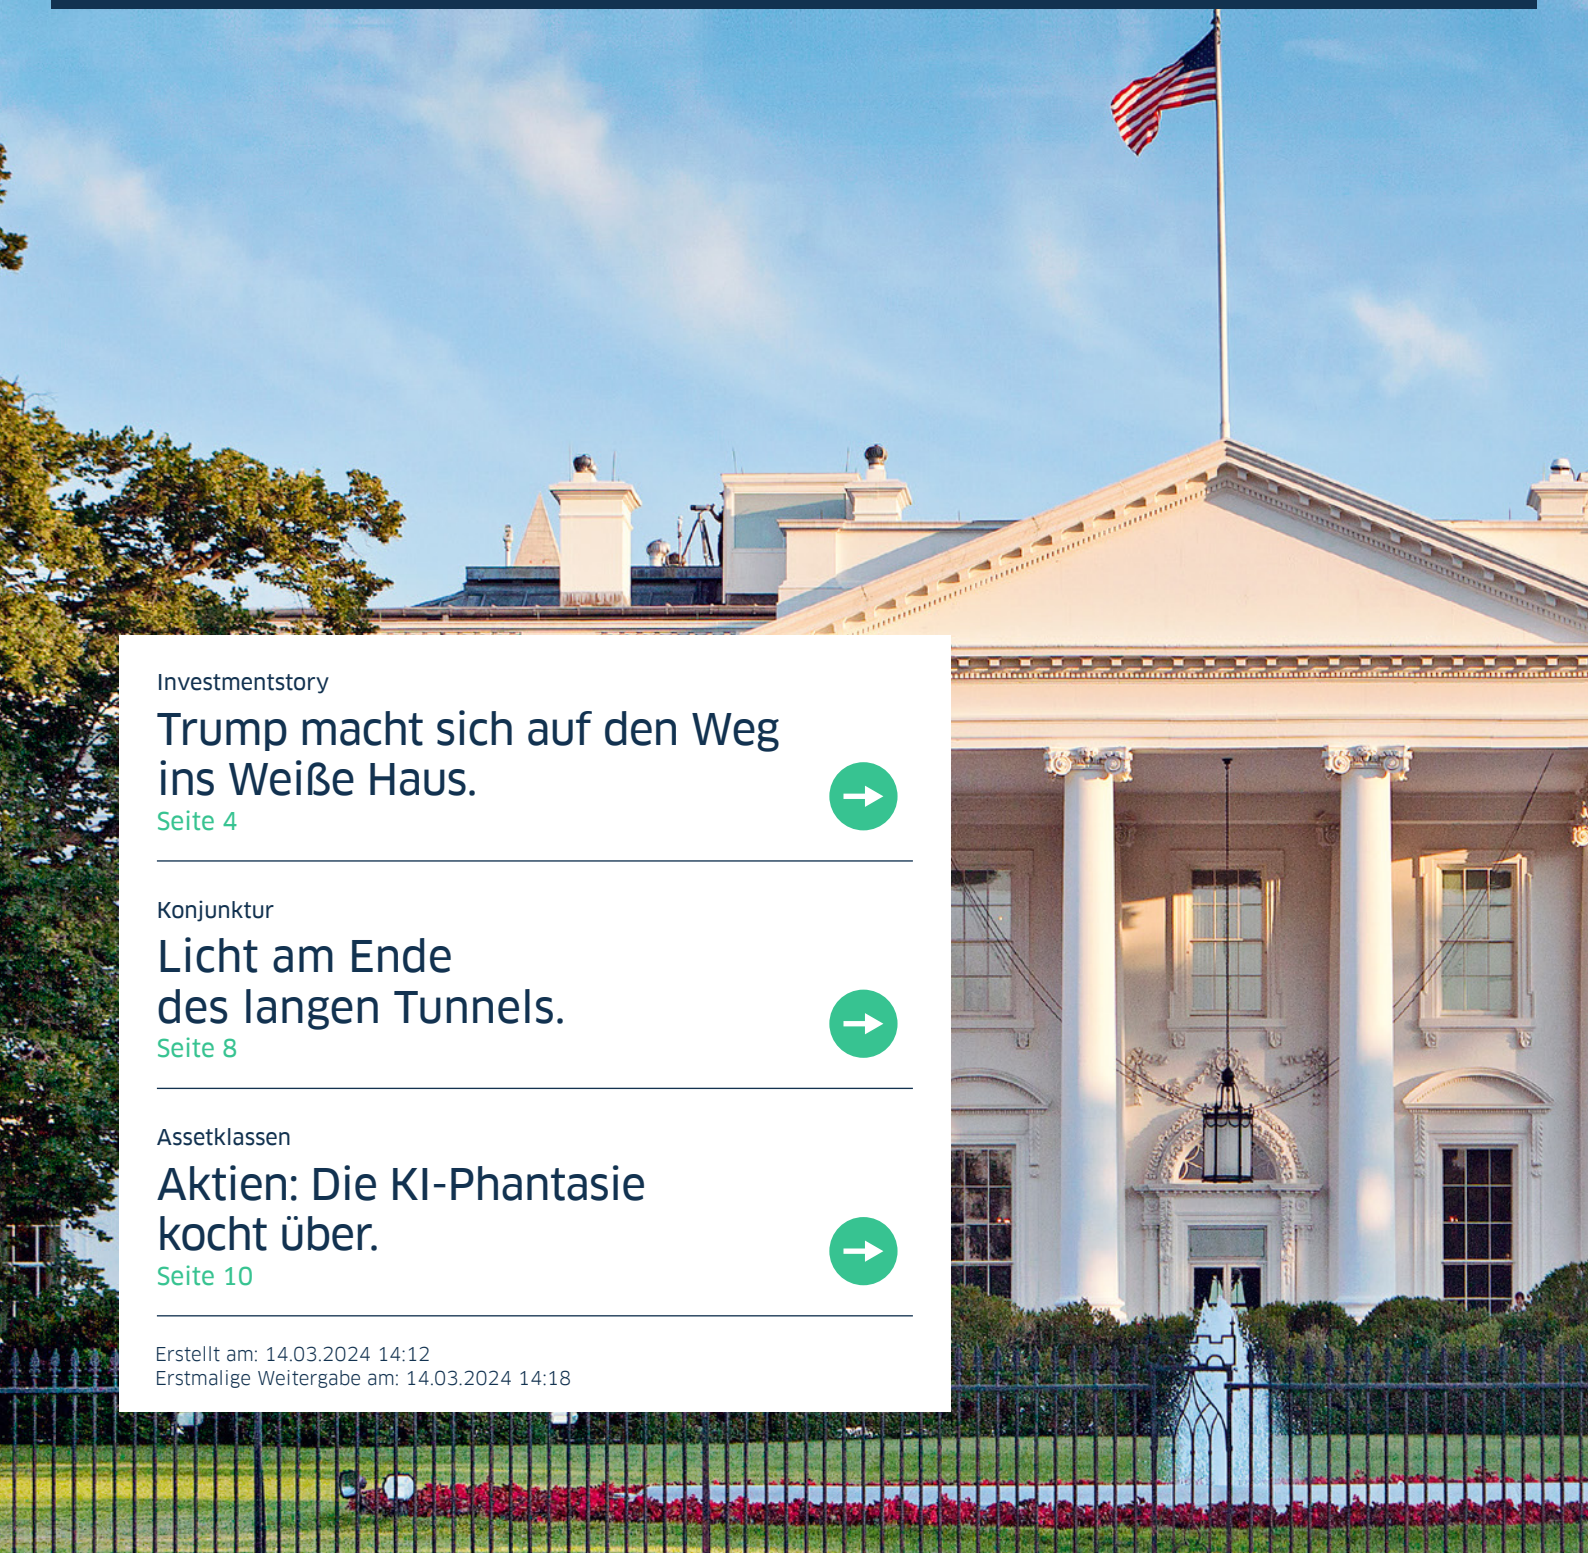 Investmentstory
Trump macht sich auf den Weg
ins Weiße Haus.
Seite 4
Konjunktur
Licht am Ende
des langen Tunnels.
Seite 8
Assetklassen
Aktien: Die KI-Phantasie
kocht über.
Seite 10
Erstellt am: 14.03.2024 14:12
Erstmalige Weitergabe am: 14.03.2024 14:18